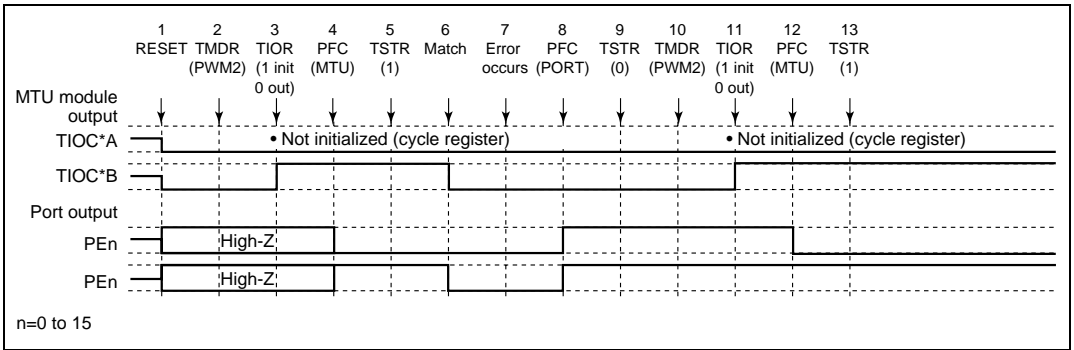 1 2 3 4 5 6 7 8 9 10 11 12 13
RESET TMDR TIOR PFC TSTR Match Error PFC TSTR TMDR TIOR PFC TSTR
(PWM2) (1 init (MTU) (1) occurs (PORT) (0) (PWM2) (1 init (MTU) (1)
0 out) 0 out)
MTU module
output
TIOC*A • Not initialized (cycle register) • Not initialized (cycle register)
TIOC*B
Port output
PEn High-Z
PEn High-Z
n=0 to 15